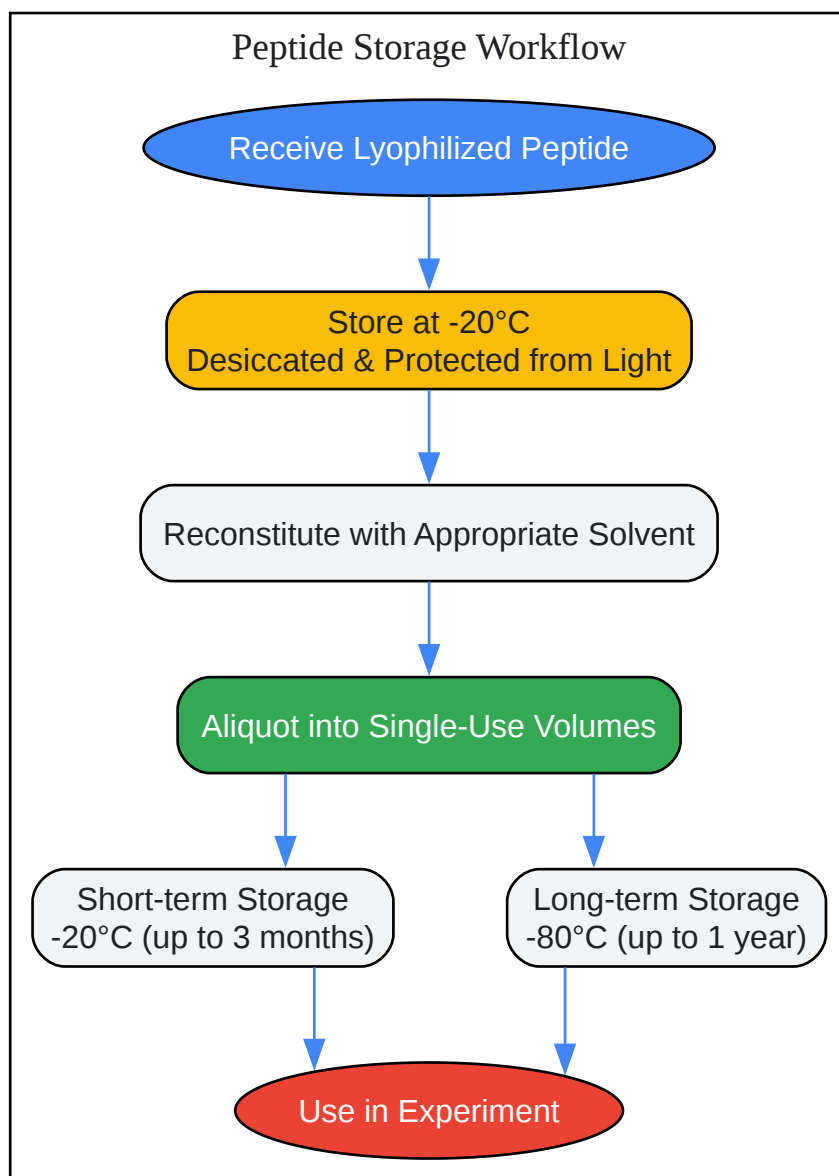 Peptide Storage Workflow
Receive Lyophilized Peptide
Store at -20°C
Desiccated & Protected from Light
Reconstitute with Appropriate Solvent
Aliquot into Single-Use Volumes
Short-term Storage
-20°C (up to 3 months)
Long-term Storage
-80°C (up to 1 year)
Use in Experiment